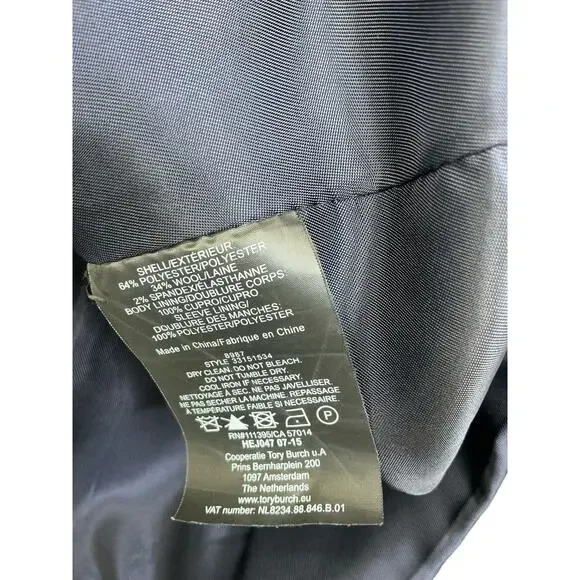 SHELL/EXTÉRIEUR
64% POLYESTER/POLYESTER
34% WOOL/LAINE
2% SPANDEX/ELASTHANNE
BODY LINING/DOUBLURE CORPS:
100% CUPRO/CUPRO
SLEEVE LINING/
DOUBLURE DES MANCHES:
100% POLYESTER/POLYESTER
Made in China/Fabrique en Chine
8987
STYLE 33151534
DRY CLEAN. DO NOT BLEACH.
DO NOT TUMBLE DRY.
COOL IRON IF NECESSARY.
NETTOYAGE À SEC. NE PAS JAVELLISER.
NE PAS SÉCHER LA MACHINE. REPASSAGE
À TEMPÉRATURE FAIBLE SI NÉCESSAIRE.
P
RN#111395/CA 57014
HEJ047 07-15
Cooperatie Tory Burch u.A
Prins Bernharplein 200
1097 Amsterdam
The Netherlands
www.toryburch.eu
VAT number: NL8234.88.846.B.01